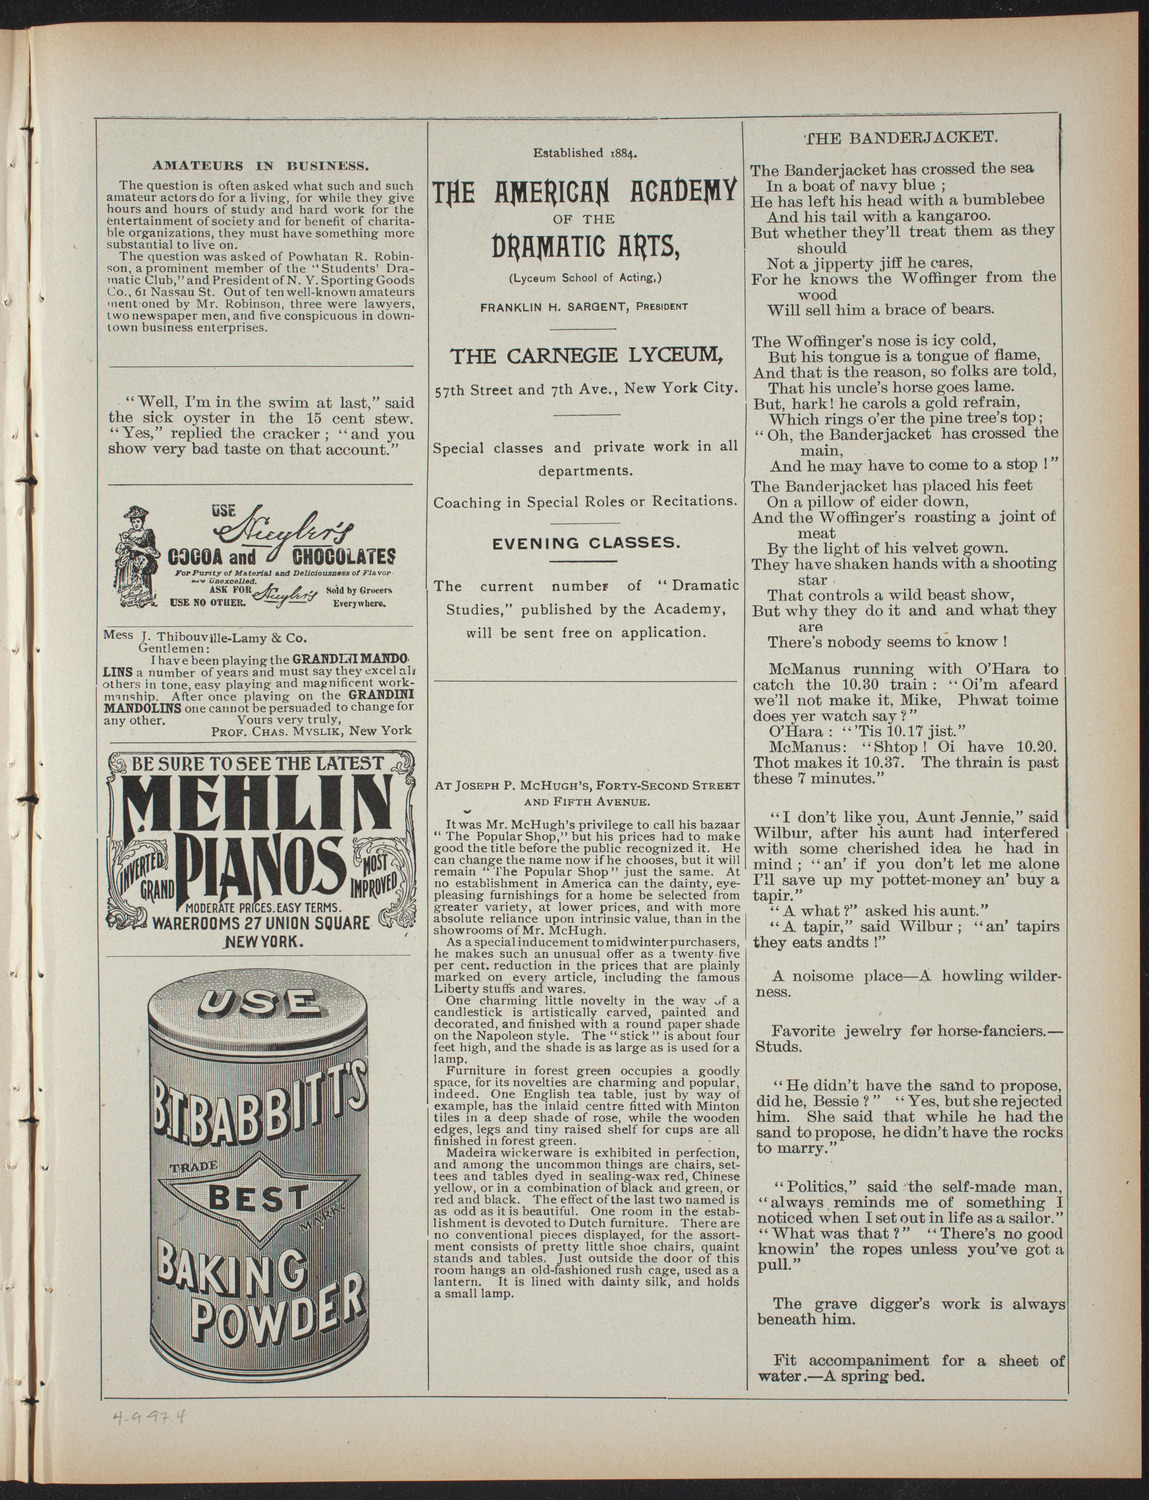 AMATEURS IN BUSINESS.
The question is often asked what such and such
amateur actors do for a living, for while they give
hours and hours of study and hard work for the
entertainment of society and for benefit of charita-
ble organizations, they must have something more
substantial to live on.
The question was asked of Powhatan R. Robin-
son, a prominent member of the "Students' Dra-
matic Club," and President of N. Y. Sporting Goods
Co., 61 Nassau St. Out of ten well-known amateurs
ment oned by Mr. Robinson, three were lawyers,
two newspaper men, and five conspicuous in down-
town business enterprises.
"Well, I'm in the swim at last," said
the sick oyster in the 15 cent stew.
"Yes," replied the cracker; "and you
show very bad taste on that account."
USE
Huyler's
COCOA and CHOCOLATES
For Purity of Material and Deliciousness of Flavor
Unexcelled.
ASK FOR Huyler's Sold by Grocers
USE NO OTHER. Everywhere.
Mess J. Thibouville-Lamy & Co.
Gentlemen:
I have been playing the GRANDINI MANDO-
LINS a number of years and must say they excel all
others in tone, easy playing and magnificent work-
manship. After once playing on the GRANDINI
MANDOLINS one cannot be persuaded to change for
any other. Yours very truly,
PROF. CHAS. MYSLIK, New York
BE SURE TO SEE THE LATEST
MEHLIN
PIANOS
INVERTED GRAND
MOST IMPROVED
MODERATE PRICES. EASY TERMS.
WAREROOMS 27 UNION SQUARE
NEW YORK.
USE
B.T. BABBITT'S
TRADE
BEST
MARK.
BAKING
POWDER
4-9 97.4
Established 1884.
THE AMERICAN ACADEMY
OF THE
DRAMATIC ARTS,
(Lyceum School of Acting,)
FRANKLIN H. SARGENT, PRESIDENT
THE CARNEGIE LYCEUM,
57th Street and 7th Ave., New York City.
Special classes and private work in all
departments.
Coaching in Special Roles or Recitations.
EVENING CLASSES.
The current number of "Dramatic
Studies," published by the Academy,
will be sent free on application.
AT JOSEPH P. MCHUGH'S, FORTY-SECOND STREET
AND FIFTH AVENUE.
It was Mr. McHugh's privilege to call his bazaar
"The Popular Shop," but his prices had to make
good the title before the public recognized it. He
can change the name now if he chooses, but it will
remain "The Popular Shop" just the same. At
no establishment in America can the dainty, eye-
pleasing furnishings for a home be selected from
greater variety, at lower prices, and with more
absolute reliance upon intrinsic value, than in the
showrooms of Mr. McHugh.
As a special inducement to midwinter purchasers,
he makes such an unusual offer as a twenty-five
per cent. reduction in the prices that are plainly
marked on every article, including the famous
Liberty stuffs and wares.
One charming little novelty in the way of a
candlestick is artistically carved, painted and
decorated, and finished with a round paper shade
on the Napoleon style. The "stick" is about four
feet high, and the shade is as large as is used for a
lamp.
Furniture in forest green occupies a goodly
space, for its novelties are charming and popular,
indeed. One English tea table, just by way of
example, has the inlaid centre fitted with Minton
tiles in a deep shade of rose, while the wooden
edges, legs and tiny raised shelf for cups are all
finished in forest green.
Madeira wickerware is exhibited in perfection,
and among the uncommon things are chairs, set-
tees and tables dyed in sealing-wax red, Chinese
yellow, or in a combination of black and green, or
red and black. The effect of the last two named is
as odd as it is beautiful. One room in the estab-
lishment is devoted to Dutch furniture. There are
no conventional pieces displayed, for the assort-
ment consists of pretty little shoe chairs, quaint
stands and tables. Just outside the door of this
room hangs an old-fashioned rush cage, used as a
lantern. It is lined with dainty silk, and holds
a small lamp.
THE BANDERJACKET.
The Banderjacket has crossed the sea
In a boat of navy blue;
He has left his head with a bumblebee
And his tail with a kangaroo.
But whether they'll treat them as they
should
Not a jipperty jiff he cares,
For he knows the Woffinger from the
wood
Will sell him a brace of bears.
The Woffinger's nose is icy cold,
But his tongue is a tongue of flame,
And that is the reason, so folks are told,
That his uncle's horse goes lame.
But, hark! he carols a gold refrain,
Which rings o'er the pine tree's top;
"Oh, the Banderjacket has crossed the
main,
And he may have to come to a stop!"
The Banderjacket has placed his feet
On a pillow of eider down,
And the Woffinger's roasting a joint of
meat
By the light of his velvet gown.
They have shaken hands with a shooting
star
That controls a wild beast show,
But why they do it and and what they
are
There's nobody seems to know!
McManus running with O'Hara to
catch the 10.30 train: "Oi'm afeard
we'll not make it, Mike, Phwat toime
does yer watch say?"
O'Hara: "'Tis 10.17 jist."
McManus: "Shtop! Oi have 10.20.
Thot makes it 10.37. The thrain is past
these 7 minutes."
"I don't like you, Aunt Jennie," said
Wilbur, after his aunt had interfered
with some cherished idea he had in
mind; "an' if you don't let me alone
I'll save up my pottet-money an' buy a
tapir."
"A what?" asked his aunt."
"A tapir," said Wilbur; "an' tapirs
they eats andts!"
A noisome place—A howling wilder-
ness.
Favorite jewelry for horse-fanciers.—
Studs.
"He didn't have the sand to propose,
did he, Bessie?" "Yes, but she rejected
him. She said that while he had the
sand to propose, he didn't have the rocks
to marry."
"Politics," said the self-made man,
"always reminds me of something I
noticed when I set out in life as a sailor."
"What was that?" "There's no good
knowin' the ropes unless you've got a
pull."
The grave digger's work is always
beneath him.
Fit accompaniment for a sheet of
water.—A spring bed.